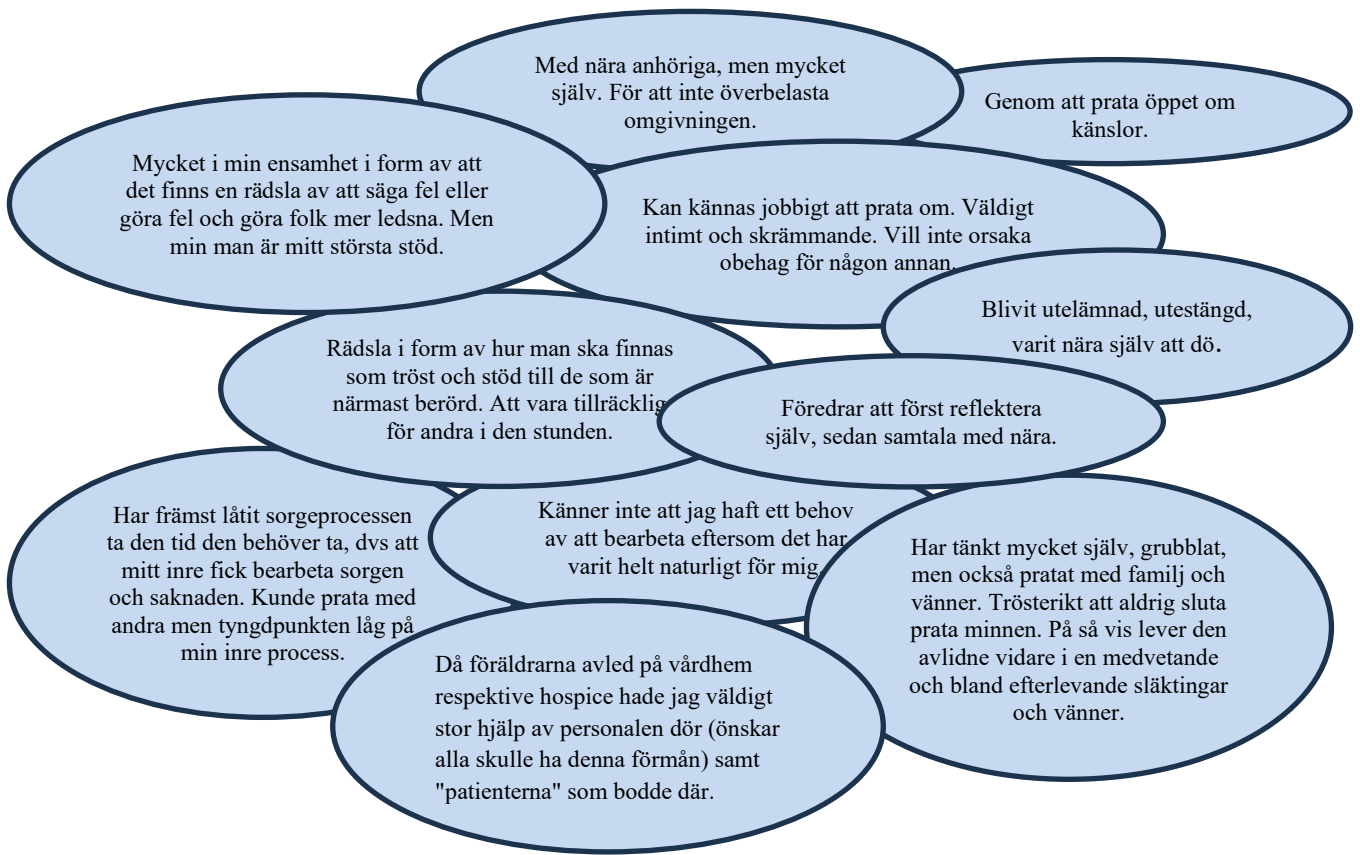 Med nära anhöriga, men mycket
själv. För att inte överbelasta
omgivningen.
Genom att prata öppet om
känslor.
Mycket i min ensamhet i form av att
det finns en rädsla av att säga fel eller
göra fel och göra folk mer ledsna. Men
min man är mitt största stöd.
Kan kännas jobbigt att prata om. Väldigt
intimt och skrämmande. Vill inte orsaka
obehag för någon annan.
Blivit utelämnad, utestängd,
varit nära själv att dö.
Rädsla i form av hur man ska finnas
som tröst och stöd till de som är
närmast berörd. Att vara tillräcklig
för andra i den stunden.
Föredrar att först reflektera
själv, sedan samtala med nära.
Har främst låtit sorgeprocessen
ta den tid den behöver ta, dvs att
mitt inre fick bearbeta sorgen
och saknaden. Kunde prata med
andra men tyngdpunkten låg på
min inre process.
Känner inte att jag haft ett behov
av att bearbeta eftersom det har
varit helt naturligt för mig.
Har tänkt mycket själv, grubblat,
men också pratat med familj och
vänner. Trösterikt att aldrig sluta
prata minnen. På så vis lever den
avlidne vidare i en medvetande
och bland efterlevande släktingar
och vänner.
Då föräldrarna avled på vårdhem
respektive hospice hade jag väldigt
stor hjälp av personalen dör (önskar
alla skulle ha denna förmån) samt
"patienterna" som bodde där.